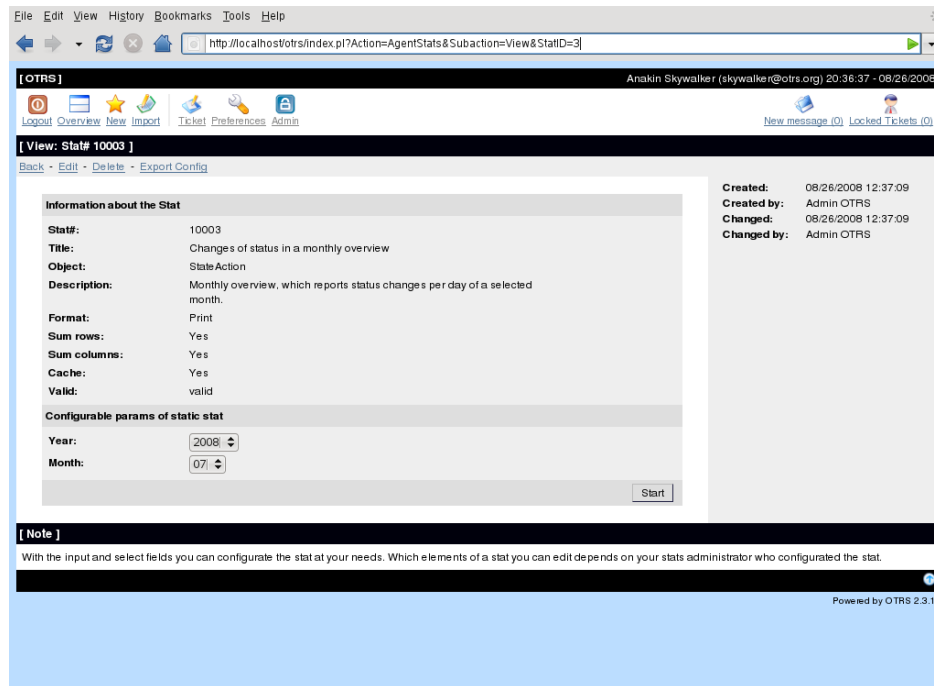 File Edit View History Bookmarks Tools Help
http://localhost/otrs/index.pl?Action=AgentStats&Subaction=View&StatID=3
[ OTRS ] Anakin Skywalker (skywalker@otrs.org) 20:36:37 - 08/26/2008
Logout Overview New Import Ticket Preferences Admin New message (0) Locked Tickets (0)
[ View: Stat# 10003 ]
Back - Edit - Delete - Export Config
Created: 08/26/2008 12:37:09
Created by: Admin OTRS
Changed: 08/26/2008 12:37:09
Changed by: Admin OTRS
Information about the Stat
Stat#: 10003
Title: Changes of status in a monthly overview
Object: StateAction
Description: Monthly overview, which reports status changes per day of a selected
month.
Format: Print
Sum rows: Yes
Sum columns: Yes
Cache: Yes
Valid: valid
Configurable params of static stat
Year: 2008
Month: 07
Start
[ Note ]
With the input and select fields you can configurate the stat at your needs. Which elements of a stat you can edit depends on your stats administrator who configurated the stat.
Powered by OTRS 2.3.1